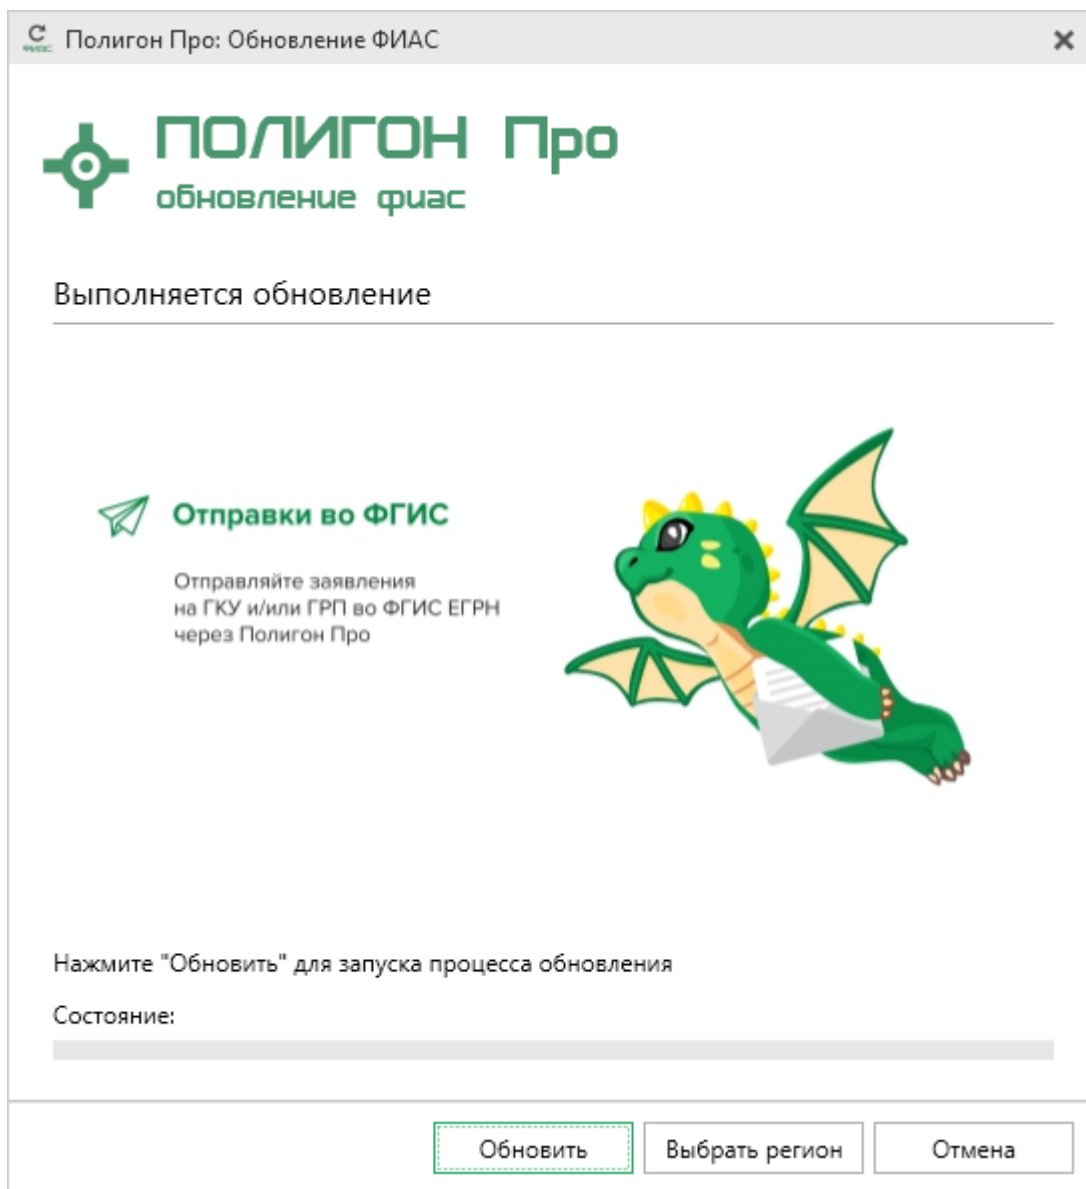 ФИАС
Полигон Про: Обновление ФИАС
ПОЛИГОН Про
обновление фиас
Выполняется обновление
Отправки во ФГИС
Отправляйте заявления
на ГКУ и/или ГРП во ФГИС ЕГРН
через Полигон Про
Нажмите "Обновить" для запуска процесса обновления
Состояние:
Обновить
Выбрать регион
Отмена